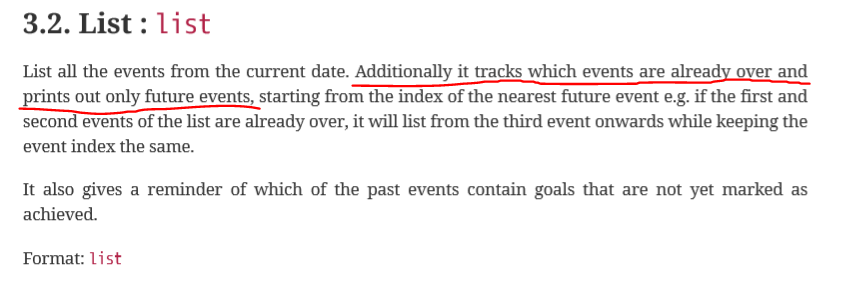 3.2. List : list
List all the events from the current date. Additionally it tracks which events are already over and
prints out only future events, starting from the index of the nearest future event e.g. if the first and
second events of the list are already over, it will list from the third event onwards while keeping the
event index the same.
It also gives a reminder of which of the past events contain goals that are not yet marked as
achieved.
Format: list